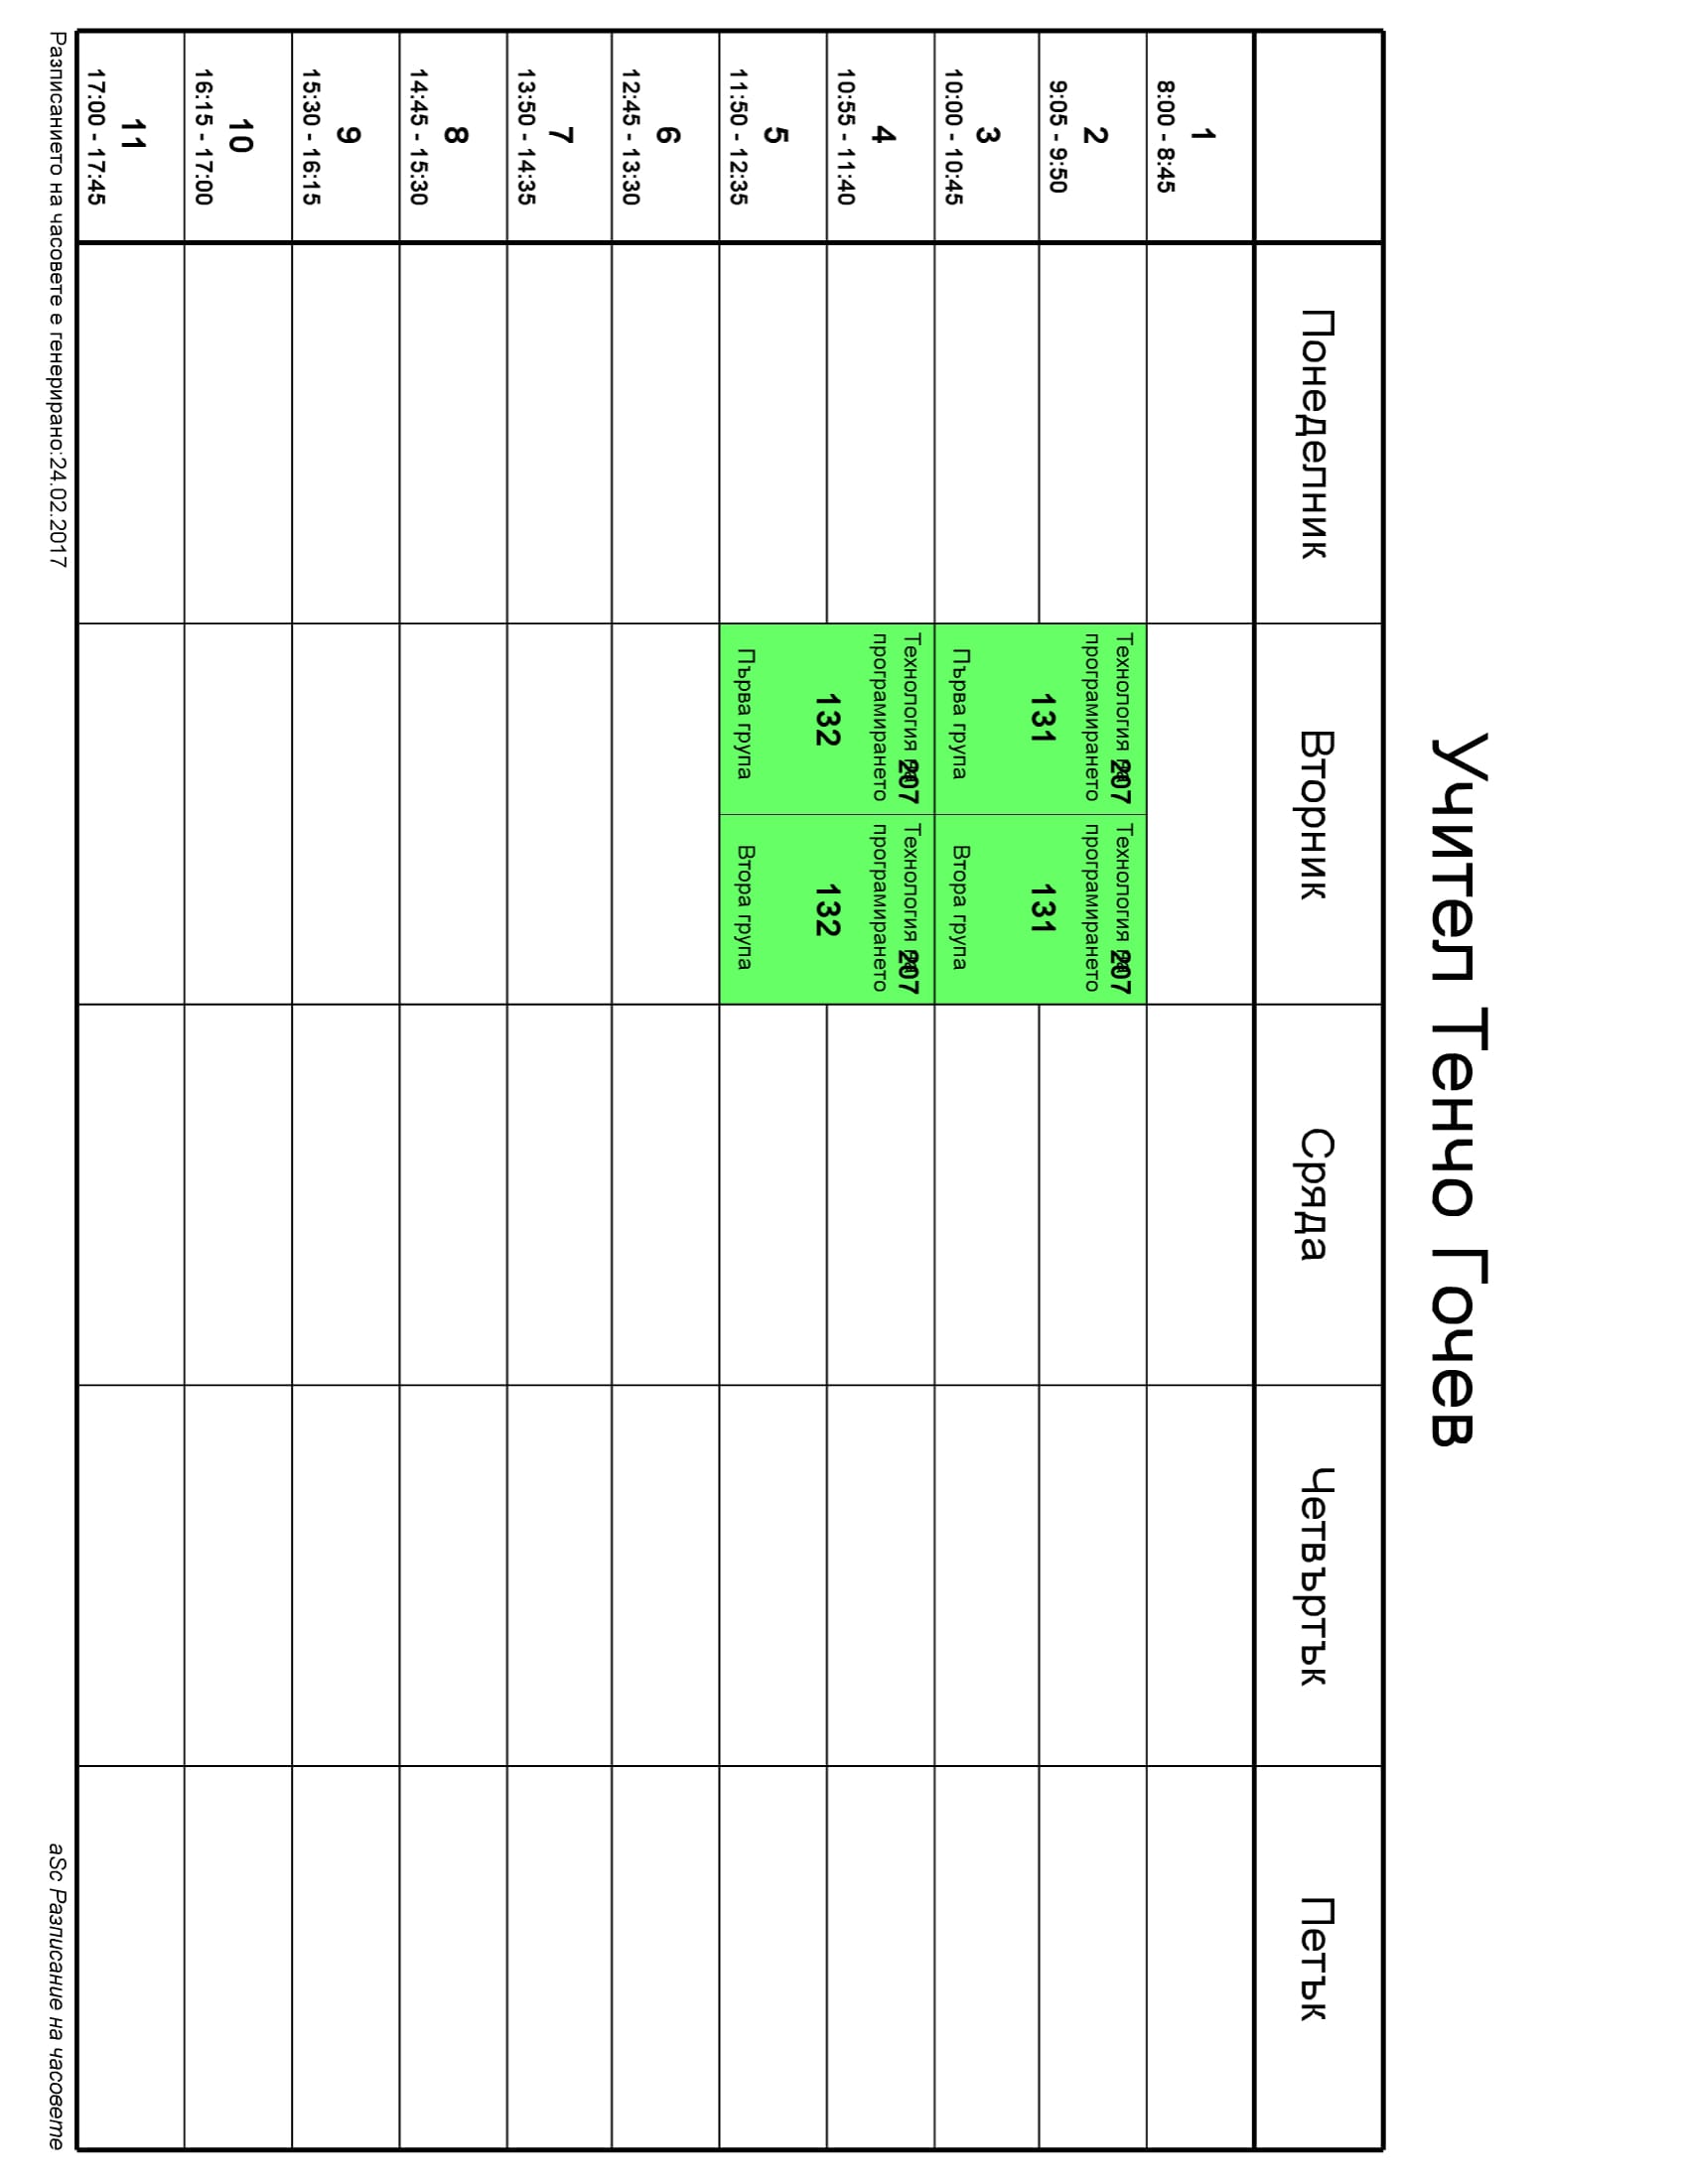 Учител Тенчо Гочев
Понеделник
Вторник
Сряда
Четвъртък
Петък
1
8:00 - 8:45
2
9:05 - 9:50
3
10:00 - 10:45
4
10:55 - 11:40
5
11:50 - 12:35
6
12:45 - 13:30
7
13:50 - 14:35
8
14:45 - 15:30
9
15:30 - 16:15
10
16:15 - 17:00
11
17:00 - 17:45
Технология на 207
програмирането
131
Първа група
Технология на 207
програмирането
131
Втора група
Технология на 207
програмирането
132
Първа група
Технология на 207
програмирането
132
Втора група
Разписанието на часовете е генерирано:24.02.2017
aSc Разписание на часовете